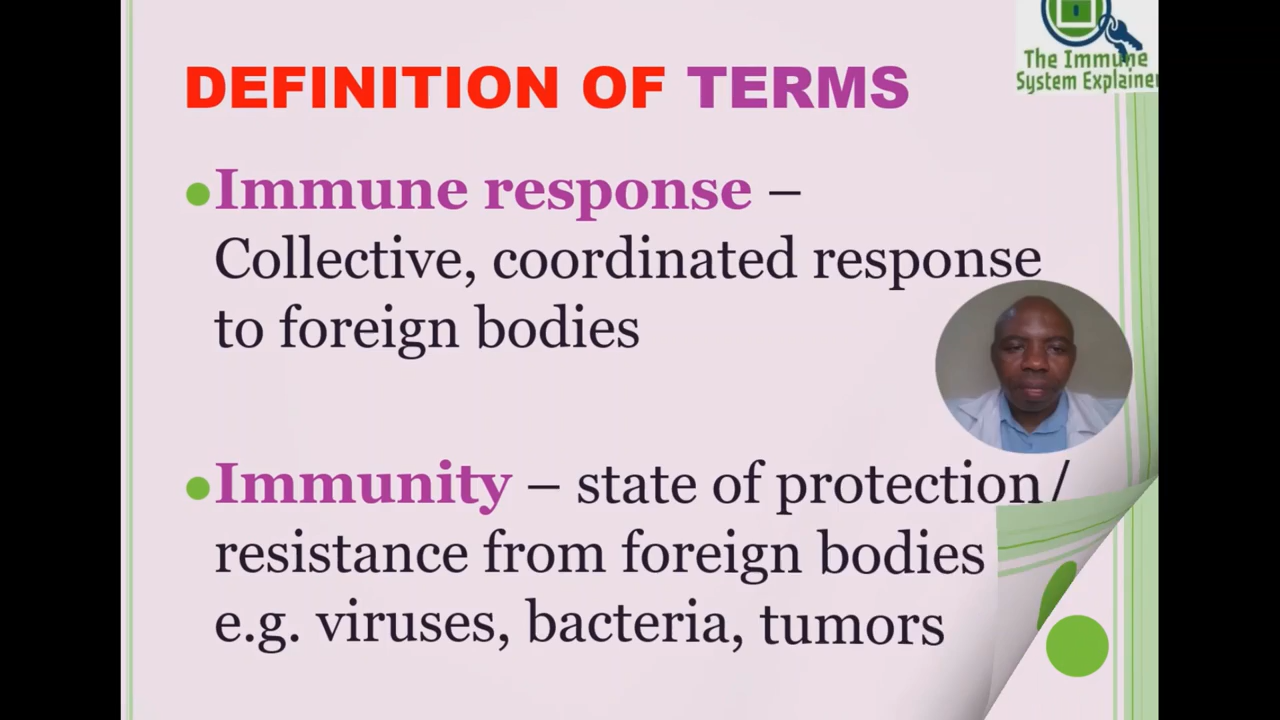 The Immune
System Explainer
DEFINITION OF TERMS
Immune response –
Collective, coordinated response
to foreign bodies
Immunity – state of protection/
resistance from foreign bodies
e.g. viruses, bacteria, tumors